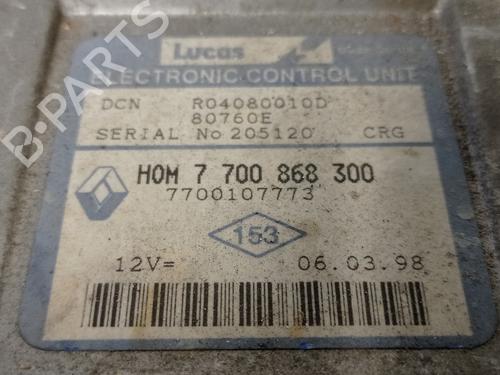 Lucas
ELECTRONIC CONTROL UNIT
DCN R04080010D
80760E
SERIAL No 205120 CRG
HOM 7 700 868 300
7700107773
153
12V= 06.03.98
B-PARTS